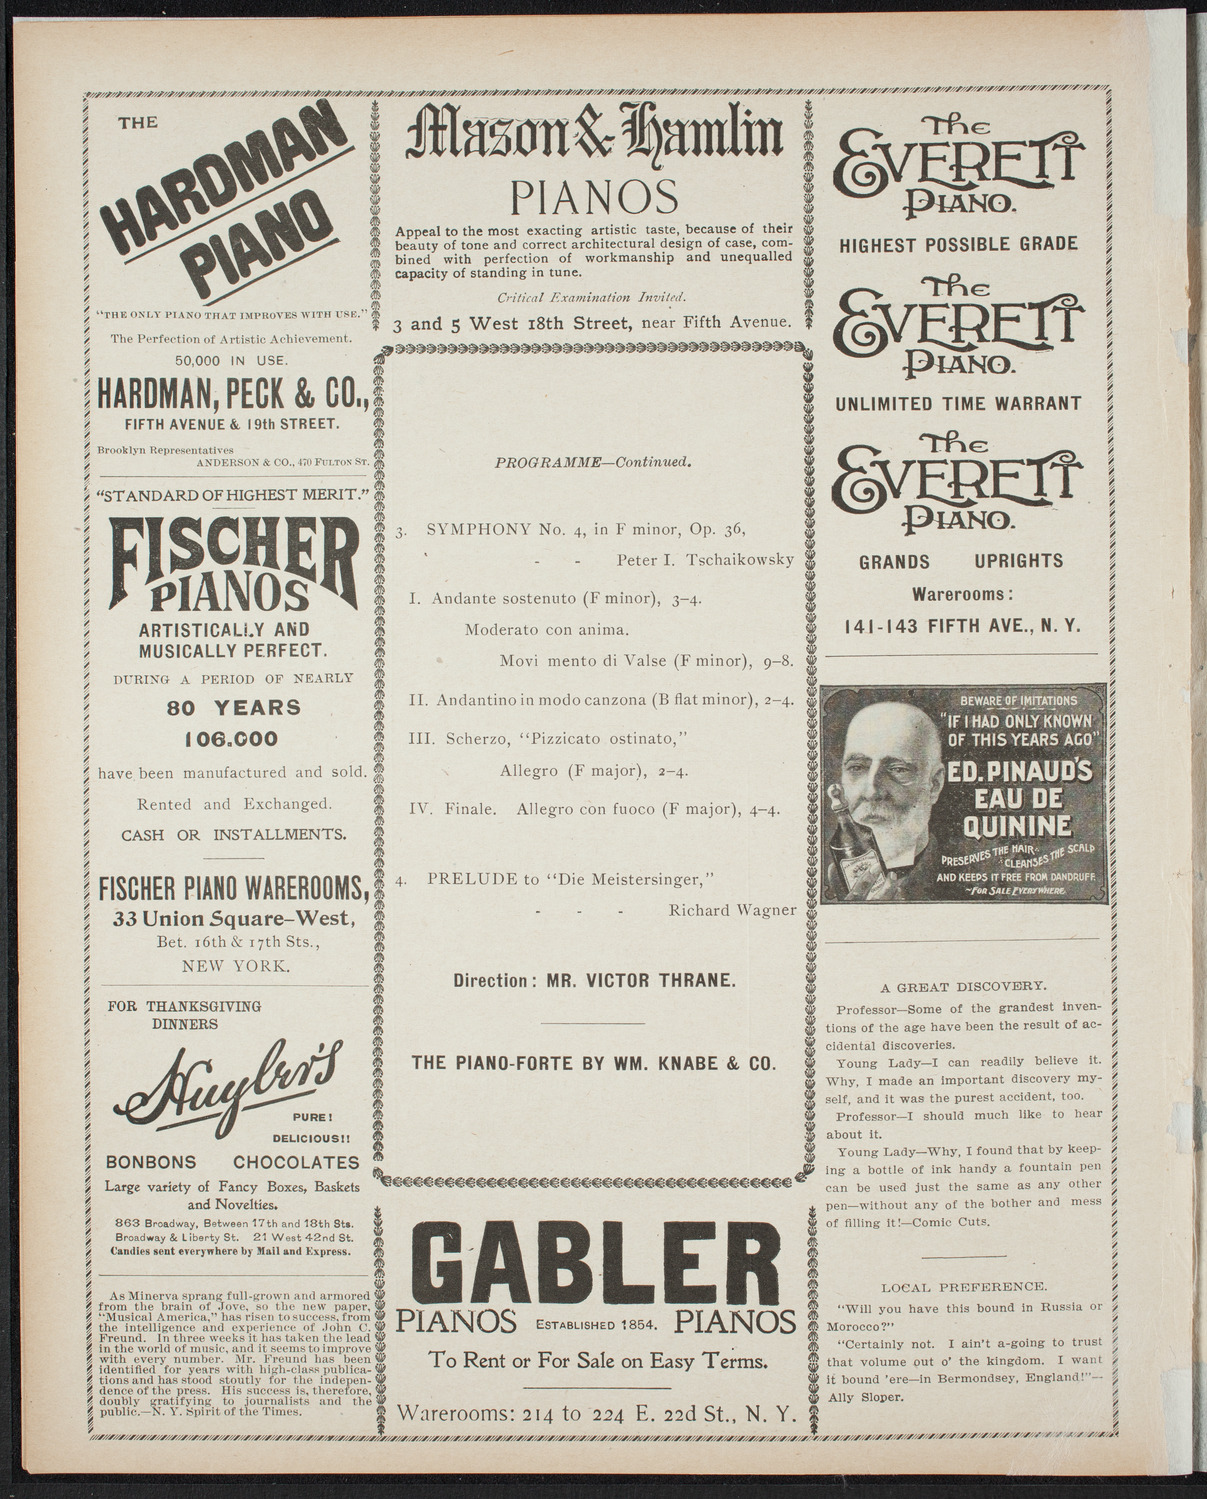 THE
HARDMAN
PIANO
"THE ONLY PIANO THAT IMPROVES WITH USE."
The Perfection of Artistic Achievement.
50,000 IN USE.
HARDMAN, PECK & CO.,
FIFTH AVENUE & 19th STREET.
Brooklyn Representatives
ANDERSON & CO., 470 FULTON ST.
"STANDARD OF HIGHEST MERIT."
FISCHER
PIANOS
ARTISTICALLY AND
MUSICALLY PERFECT.
DURING A PERIOD OF NEARLY
80 YEARS
106.000
have been manufactured and sold.
Rented and Exchanged.
CASH OR INSTALLMENTS.
FISCHER PIANO WAREROOMS,
33 Union Square-West,
Bet. 16th & 17th Sts.,
NEW YORK.
FOR THANKSGIVING
DINNERS
Huyler's
PURE!
DELICIOUS!!
BONBONS CHOCOLATES
Large variety of Fancy Boxes, Baskets
and Novelties.
863 Broadway, Between 17th and 18th Sts.
Broadway & Liberty St. 21 West 42nd St.
Candies sent everywhere by Mail and Express.
As Minerva sprang full-grown and armored
from the brain of Jove, so the new paper,
"Musical America," has risen to success, from
the intelligence and experience of John C.
Freund. In three weeks it has taken the lead
in the world of music, and it seems to improve
with every number. Mr. Freund has been
identified for years with high-class publica-
tions and has stood stoutly for the indepen-
dence of the press. His success is, therefore,
doubly gratifying to journalists and the
public.—N. Y. Spirit of the Times.
Mason & Hamlin
PIANOS
Appeal to the most exacting artistic taste, because of their
beauty of tone and correct architectural design of case, com-
bined with perfection of workmanship and unequalled
capacity of standing in tune.
Critical Examination Invited.
3 and 5 West 18th Street, near Fifth Avenue.
PROGRAMME—Continued.
3. SYMPHONY No. 4, in F minor, Op. 36,
- - Peter I. Tschaikowsky
I. Andante sostenuto (F minor), 3-4.
Moderato con anima.
Movi mento di Valse (F minor), 9-8.
II. Andantino in modo canzona (B flat minor), 2-4.
III. Scherzo, "Pizzicato ostinato,"
Allegro (F major), 2-4.
IV. Finale. Allegro con fuoco (F major), 4-4.
4. PRELUDE to "Die Meistersinger,"
- - - Richard Wagner
Direction: MR. VICTOR THRANE.
THE PIANO-FORTE BY WM. KNABE & CO.
GABLER
PIANOS ESTABLISHED 1854. PIANOS
To Rent or For Sale on Easy Terms.
Warerooms: 214 to 224 E. 22d St., N. Y.
The
EVERETT
PIANO.
HIGHEST POSSIBLE GRADE
The
EVERETT
PIANO.
UNLIMITED TIME WARRANT
The
EVERETT
PIANO.
GRANDS UPRIGHTS
Warerooms:
141-143 FIFTH AVE., N. Y.
BEWARE OF IMITATIONS
"IF I HAD ONLY KNOWN
OF THIS YEARS AGO"
ED. PINAUD'S
EAU DE
QUININE
PRESERVES THE HAIR.
CLEANSES THE SCALP
AND KEEPS IT FREE FROM DANDRUFF.
~FOR SALE EVERYWHERE.
A GREAT DISCOVERY.
Professor—Some of the grandest inven-
tions of the age have been the result of ac-
cidental discoveries.
Young Lady—I can readily believe it.
Why, I made an important discovery my-
self, and it was the purest accident, too.
Professor—I should much like to hear
about it.
Young Lady—Why, I found that by keep-
ing a bottle of ink handy a fountain pen
can be used just the same as any other
pen—without any of the bother and mess
of filling it!—Comic Cuts.
LOCAL PREFERENCE.
"Will you have this bound in Russia or
Morocco?"
"Certainly not. I ain't a-going to trust
that volume out o' the kingdom. I want
it bound 'ere—in Bermondsey, England!"—
Ally Sloper.